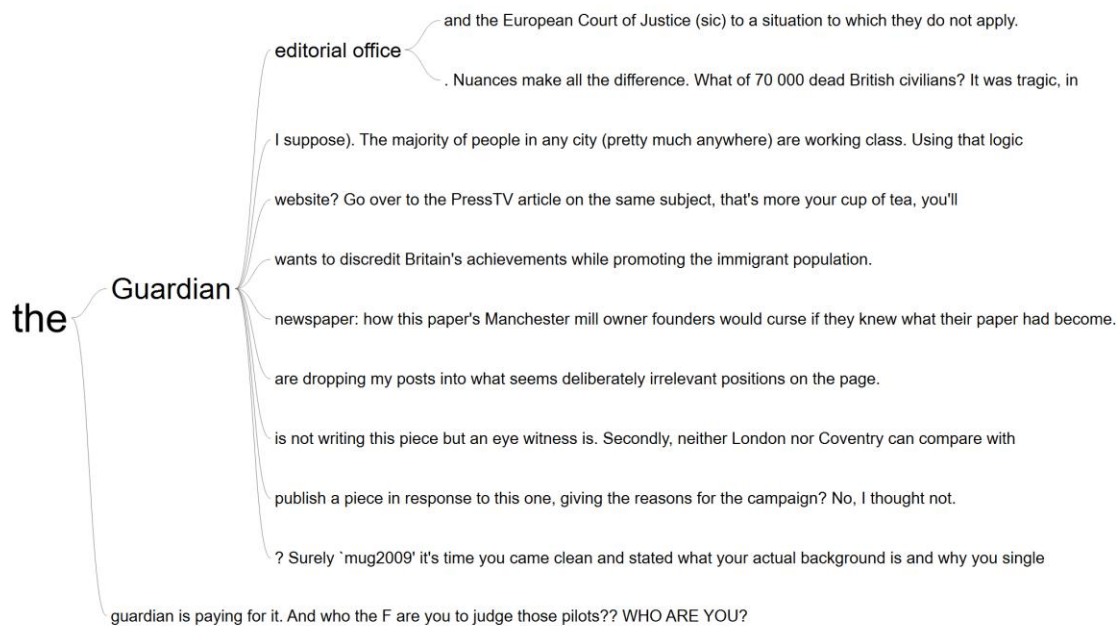 and the European Court of Justice (sic) to a situation to which they do not apply.
editorial office
. Nuances make all the difference. What of 70 000 dead British civilians? It was tragic, in
I suppose). The majority of people in any city (pretty much anywhere) are working class. Using that logic
website? Go over to the PressTV article on the same subject, that's more your cup of tea, you'll
wants to discredit Britain's achievements while promoting the immigrant population.
Guardian
the
newspaper: how this paper's Manchester mill owner founders would curse if they knew what their paper had become.
are dropping my posts into what seems deliberately irrelevant positions on the page.
is not writing this piece but an eye witness is. Secondly, neither London nor Coventry can compare with
publish a piece in response to this one, giving the reasons for the campaign? No, I thought not.
? Surely `mug2009' it's time you came clean and stated what your actual background is and why you single
guardian is paying for it. And who the F are you to judge those pilots?? WHO ARE YOU?